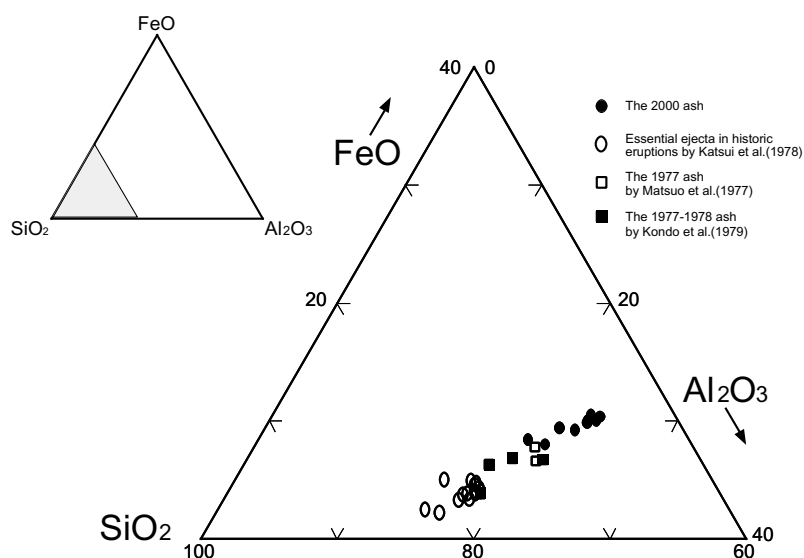 FeO
SiO₂
Al₂O₃
40 0
FeO
The 2000 ash
Essential ejecta in historic
eruptions by Katsui et al.(1978)
The 1977 ash
by Matsuo et al.(1977)
The 1977-1978 ash
by Kondo et al.(1979)
20
20
Al₂O₃
SiO₂
100
80
60
40